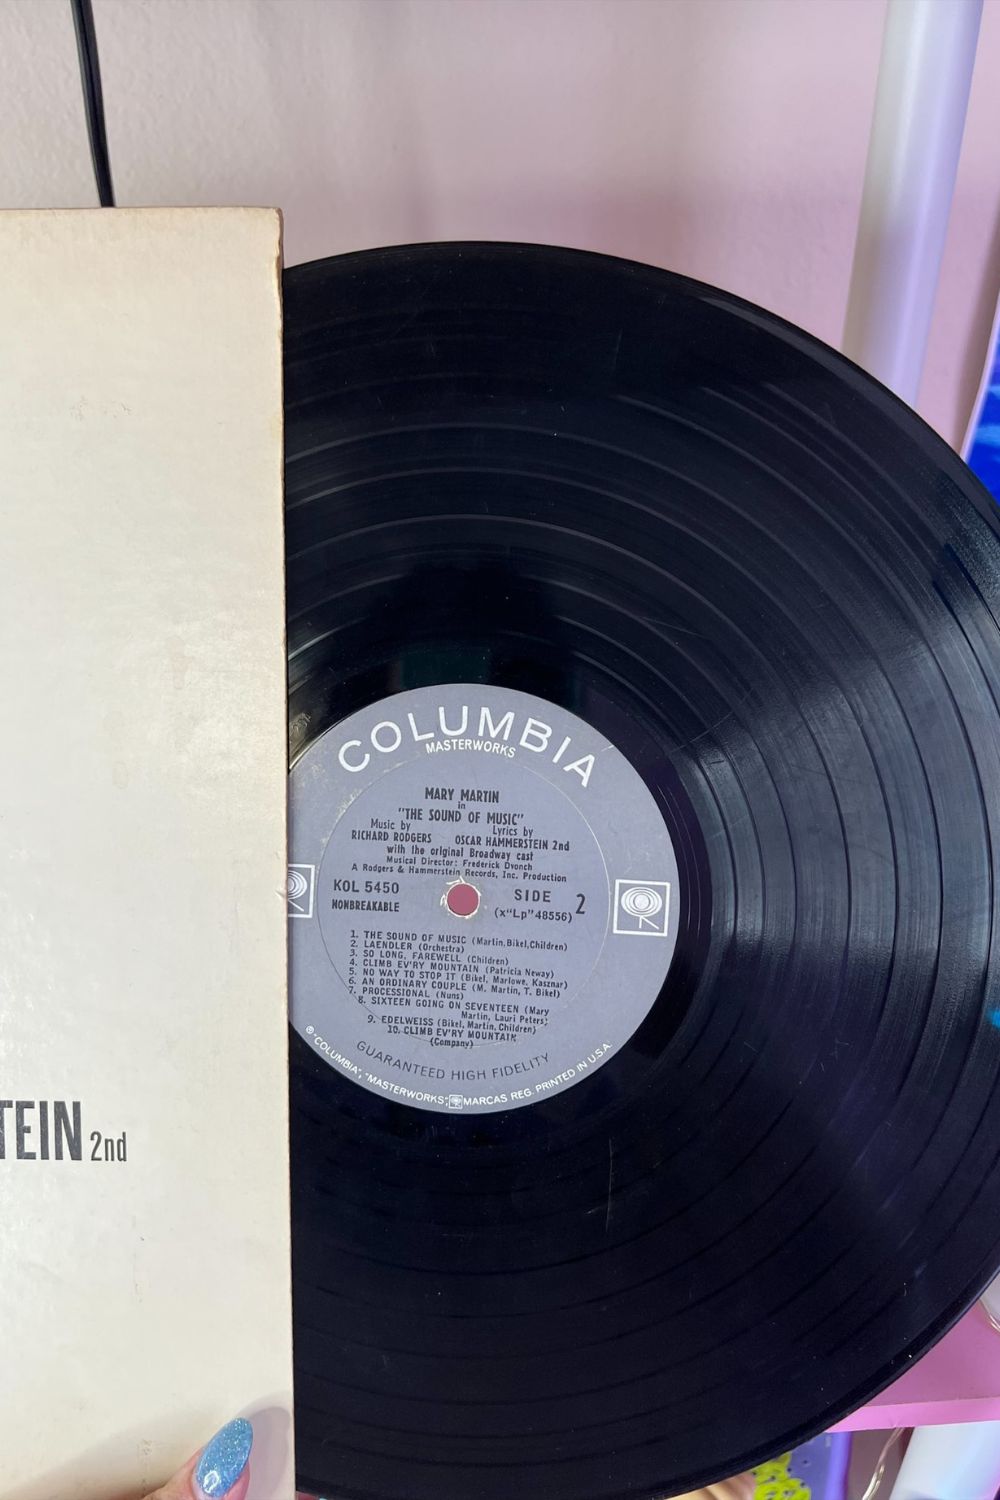 COLUMBIA
MASTERWORKS
MARY MARTIN
in
"THE SOUND OF MUSIC"
Music by Lyrics by
RICHARD RODGERS OSCAR HAMMERSTEIN 2nd
with the original Broadway cast
Musical Director: Frederick Dvonch
A Rodgers & Hammerstein Records, Inc. Production
KOL 5450 SIDE 2
NONBREAKABLE (x"Lp"48556)
1. THE SOUND OF MUSIC (Martin, Bikel, Children)
2. LAENDLER (Orchestra)
3. SO LONG, FAREWELL (Children)
4. CLIMB EV'RY MOUNTAIN (Patricia Neway)
5. NO WAY TO STOP IT (Bikel, Marlowe, Kasznar)
6. AN ORDINARY COUPLE (M. Martin, T. Bikel)
7. PROCESSIONAL (Nuns)
8. SIXTEEN GOING ON SEVENTEEN (Mary
Martin, Lauri Peters)
9. EDELWEISS (Bikel, Martin, Children)
10. CLIMB EV'RY MOUNTAIN
(Company)
GUARANTEED HIGH FIDELITY
℗"COLUMBIA", "MASTERWORKS", MARCAS REG. PRINTED IN U.S.A.
TEIN 2nd